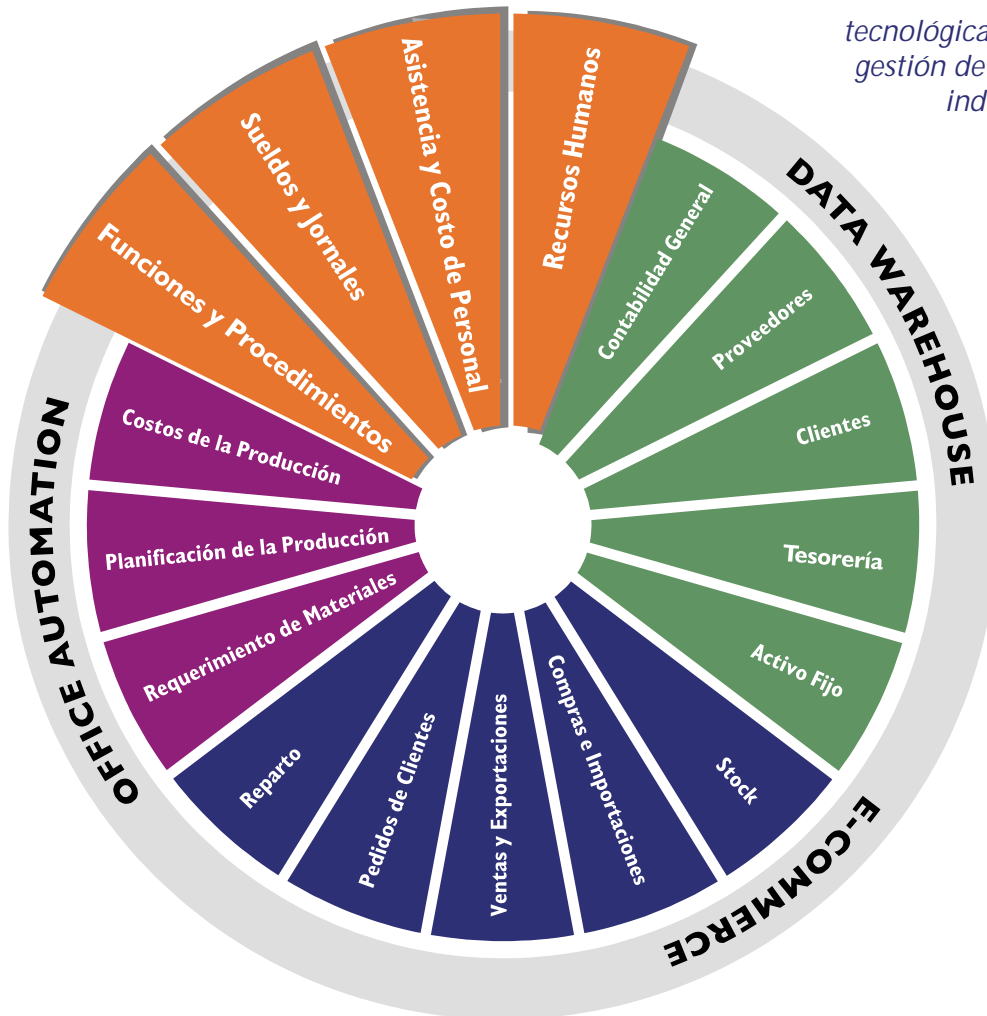 tecnológica
gestión de
ind
Recursos Humanos
Contabilidad General
Proveedores
Clientes
Tesorería
Activo Fijo
Stock
Compras e Importaciones
Ventas y Exportaciones
Pedidos de Clientes
Reparto
Requerimiento de Materiales
Planificación de la Producción
Costos de la Producción
Funciones y Procedimientos
Sueldos y Jornales
Asistencia y Costo de Personal
DATA WAREHOUSE
E-COMMERCE
OFFICE AUTOMATION